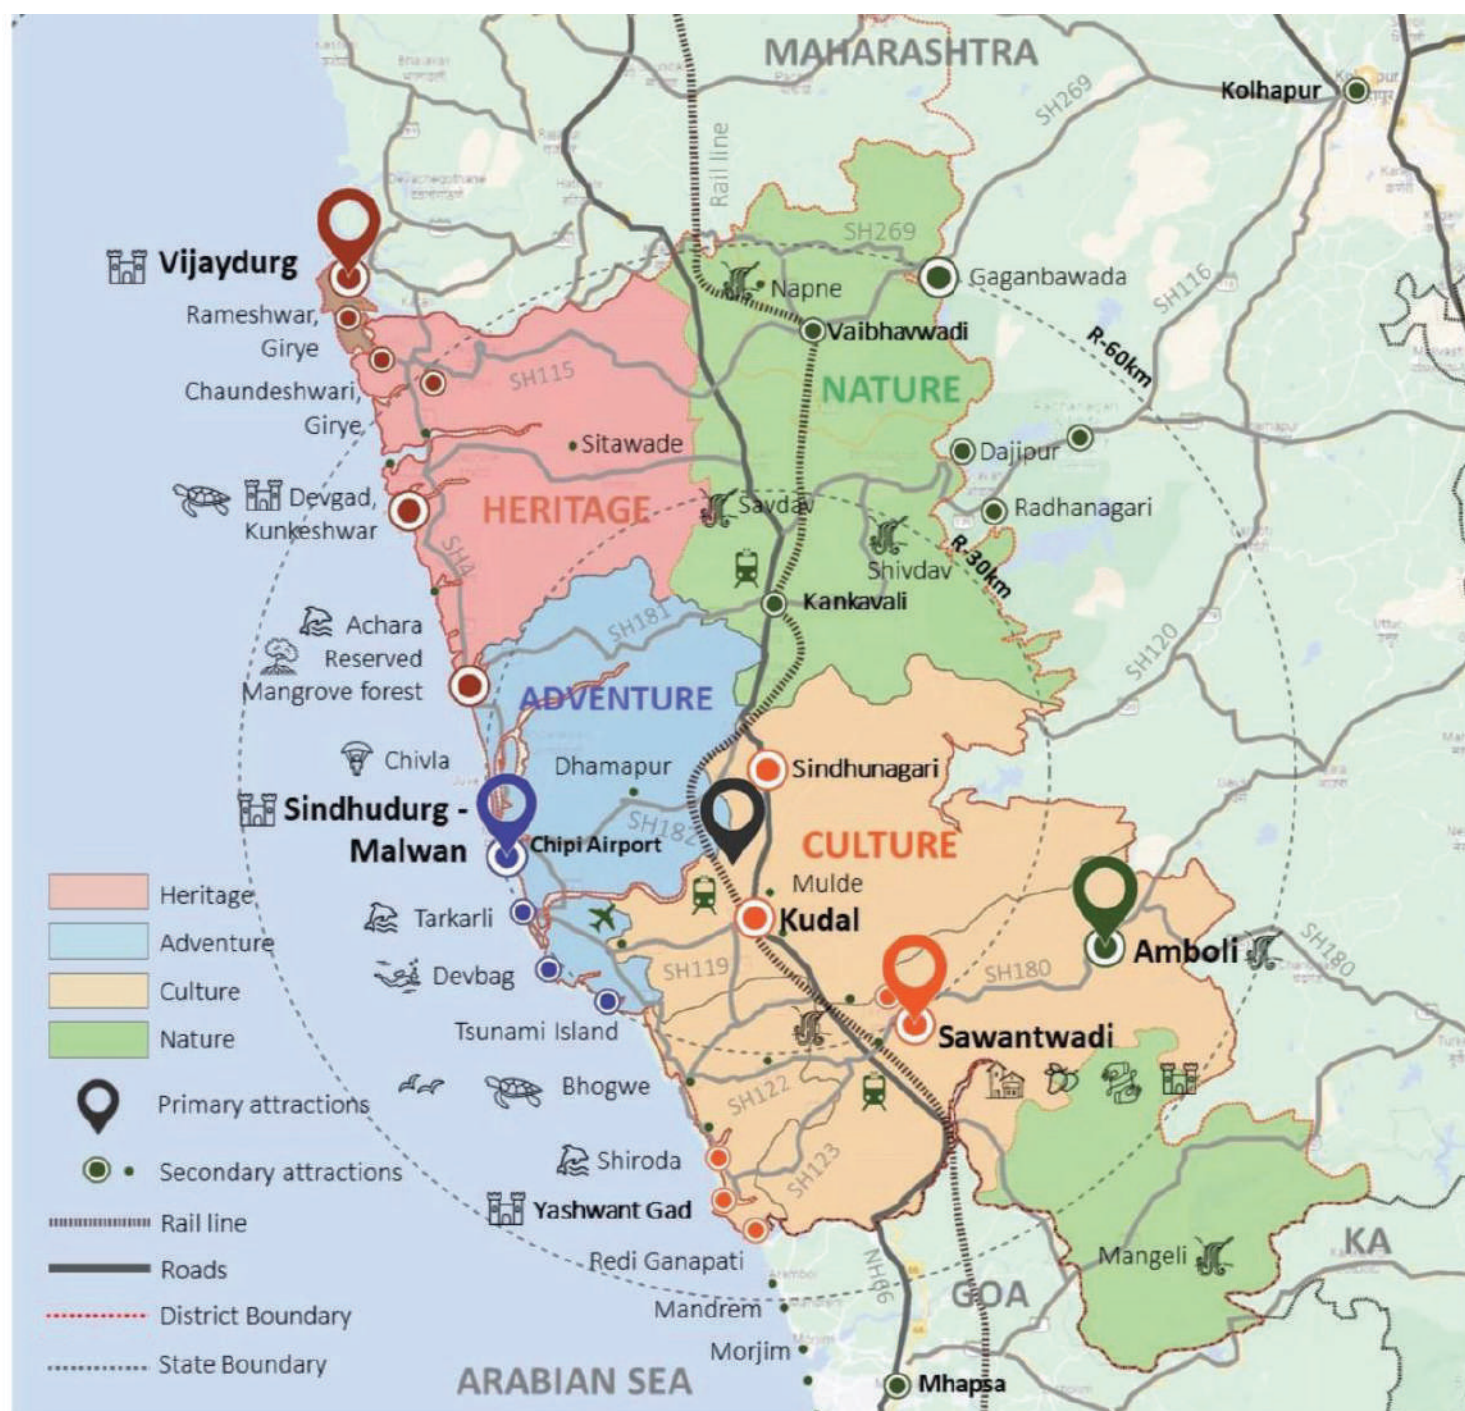 MAHARASHTRA
Kolhapur
SH269
Rail line
SH269
Vijaydurg
Gaganbawada
Napne
SH116
Rameshwar,
Girye
Vaibhavwadi
R-60km
SH115
NATURE
Chaundeshwari,
Girye
Sitawade
Dajipur
Devgad,
Kunkeshwar
HERITAGE
Savdav
Radhanagari
SH4
Shivdav
R-30km
Kankavali
Achara
Reserved
Mangrove forest
SH181
SH120
ADVENTURE
Chivla
Dhamapur
Sindhunagari
Sindhudurg -
Malwan
SH182
Chipi Airport
CULTURE
Mulde
Heritage
Tarkarli
Kudal
Amboli
Adventure
SH180
SH180
Devbag
SH119
Culture
Tsunami Island
Sawantwadi
Nature
Bhogwe
SH122
Primary attractions
Shiroda
SH123
Secondary attractions
Yashwant Gad
Rail line
Redi Ganapati
Mangeli
KA
Roads
NH66
GOA
Mandrem
District Boundary
Morjim
State Boundary
ARABIAN SEA
Mhapsa